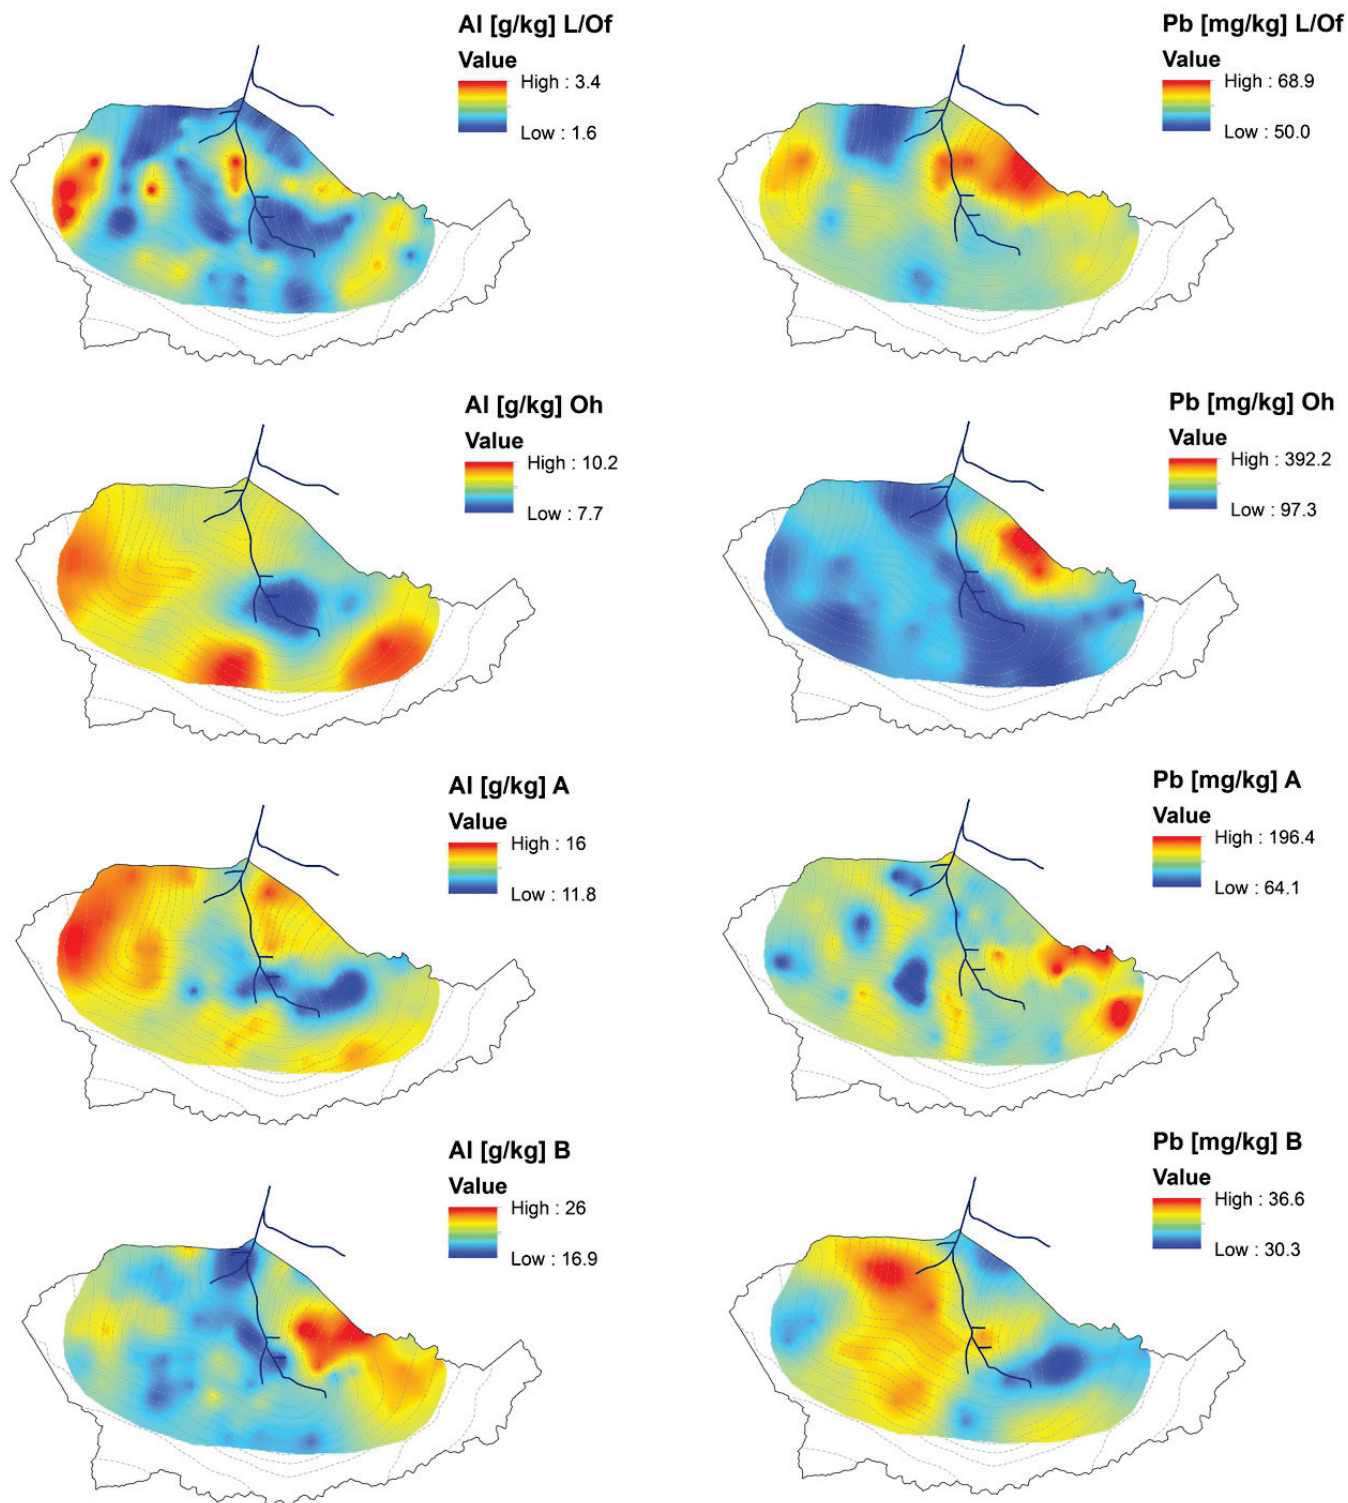 Al [g/kg] L/Of
Value
High : 3.4
Low : 1.6
Pb [mg/kg] L/Of
Value
High : 68.9
Low : 50.0
Al [g/kg] Oh
Value
High : 10.2
Low : 7.7
Pb [mg/kg] Oh
Value
High : 392.2
Low : 97.3
Al [g/kg] A
Value
High : 16
Low : 11.8
Pb [mg/kg] A
Value
High : 196.4
Low : 64.1
Al [g/kg] B
Value
High : 26
Low : 16.9
Pb [mg/kg] B
Value
High : 36.6
Low : 30.3